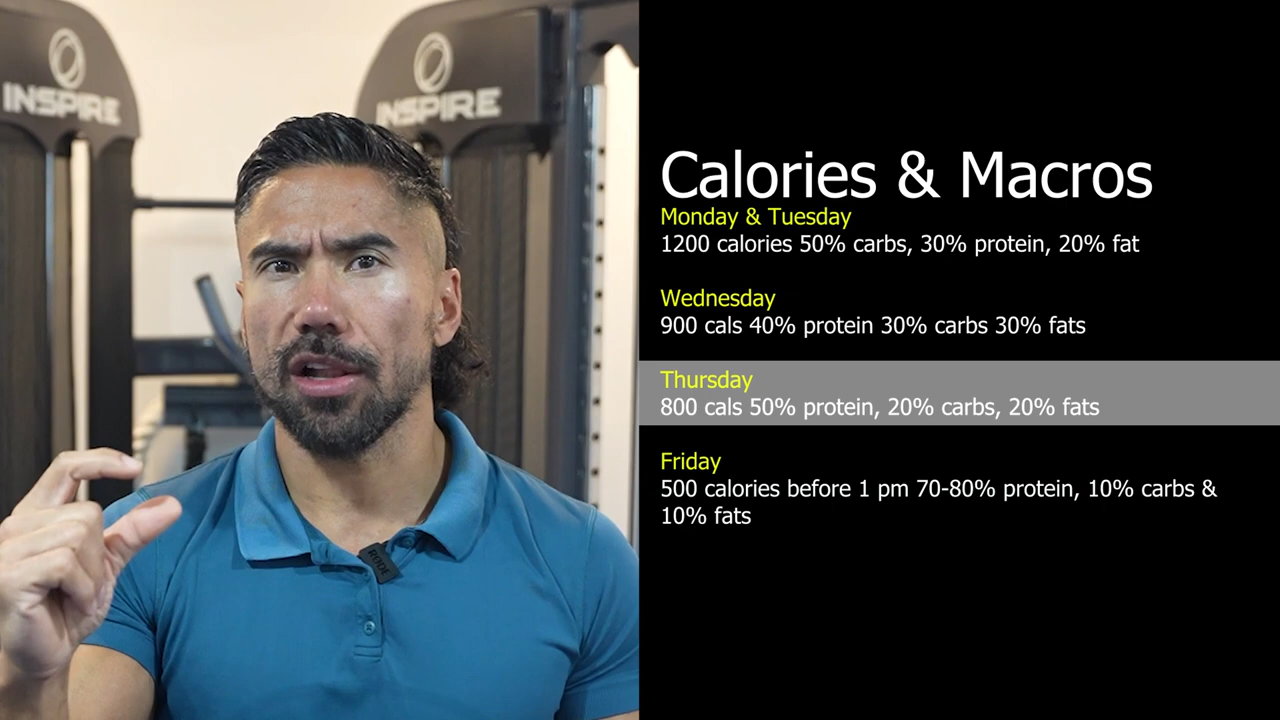 INSPIRE
INSPIRE
RODE
Calories & Macros
Monday & Tuesday
1200 calories 50% carbs, 30% protein, 20% fat
Wednesday
900 cals 40% protein 30% carbs 30% fats
Thursday
800 cals 50% protein, 20% carbs, 20% fats
Friday
500 calories before 1 pm 70-80% protein, 10% carbs &
10% fats